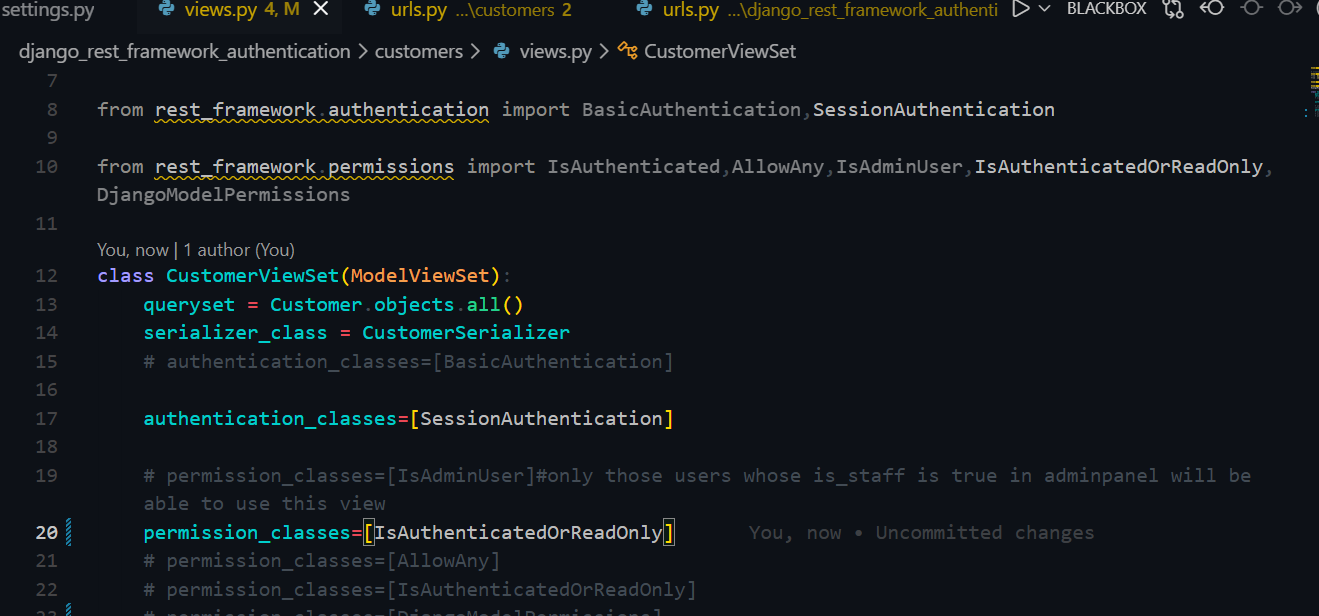 settings.py views.py 4, M urls.py ...\customers 2 urls.py ...\django_rest_framework_authenti BLACKBOX
django_rest_framework_authentication > customers > views.py > CustomerViewSet
7
8 from rest_framework.authentication import BasicAuthentication,SessionAuthentication
9
10 from rest_framework.permissions import IsAuthenticated,AllowAny,IsAdminUser,IsAuthenticatedOrReadOnly,
DjangoModelPermissions
11
You, now | 1 author (You)
12 class CustomerViewSet(ModelViewSet):
13 queryset = Customer.objects.all()
14 serializer_class = CustomerSerializer
15 # authentication_classes=[BasicAuthentication]
16
17 authentication_classes=[SessionAuthentication]
18
19 # permission_classes=[IsAdminUser]#only those users whose is_staff is true in adminpanel will be
able to use this view
20 permission_classes=[IsAuthenticatedOrReadOnly] You, now • Uncommitted changes
21 # permission_classes=[AllowAny]
22 # permission_classes=[IsAuthenticatedOrReadOnly]
23 # permission_classes=[DjangoModelPermissions]